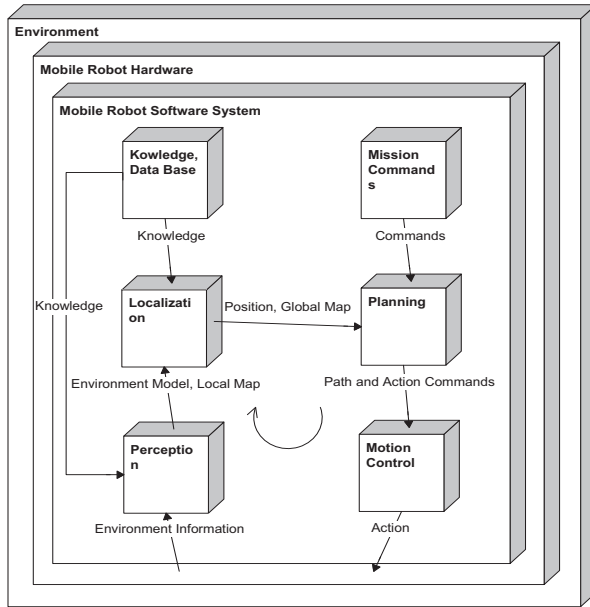 Environment
Mobile Robot Hardware
Mobile Robot Software System
Kowledge,
Data Base
Mission
Command
s
Knowledge
Commands
Knowledge
Localizati
on
Position, Global Map
Planning
Environment Model, Local Map
Path and Action Commands
Perceptio
n
Motion
Control
Environment Information
Action